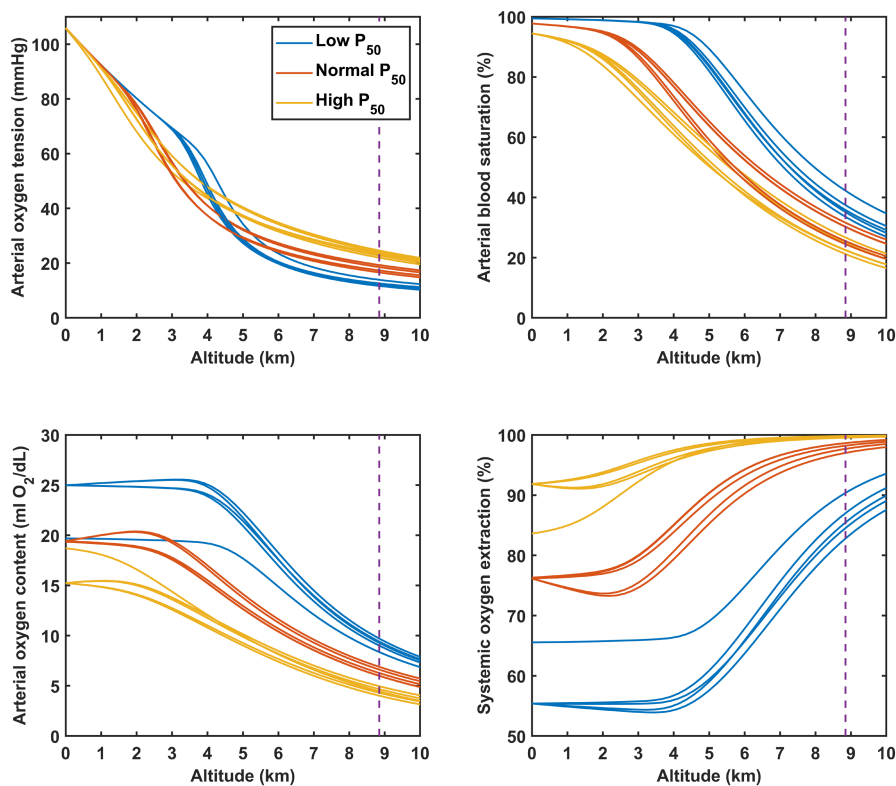 Arterial oxygen tension (mmHg)
100
80
60
40
20
0
0 1 2 3 4 5 6 7 8 9 10
Altitude (km)
Low P50
Normal P50
High P50
Arterial blood saturation (%)
100
80
60
40
20
0
0 1 2 3 4 5 6 7 8 9 10
Altitude (km)
Arterial oxygen content (ml O2/dL)
30
25
20
15
10
5
0
0 1 2 3 4 5 6 7 8 9 10
Altitude (km)
Systemic oxygen extraction (%)
100
90
80
70
60
50
0 1 2 3 4 5 6 7 8 9 10
Altitude (km)